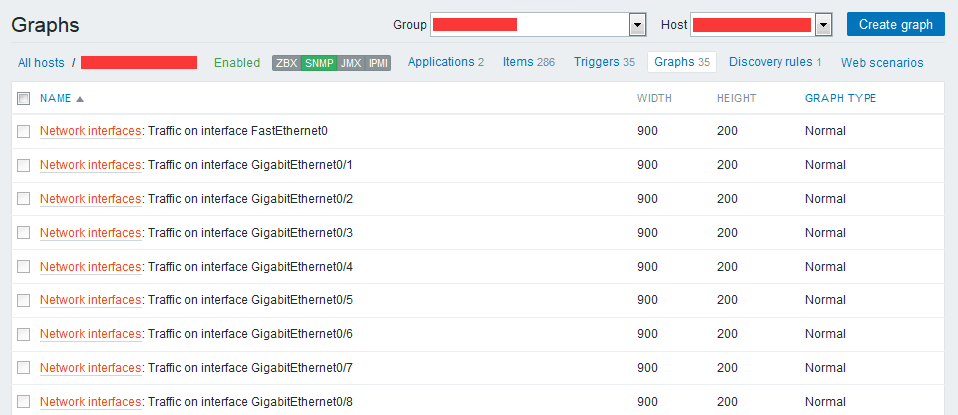 Graphs
Group Host Create graph
All hosts / Enabled ZBX SNMP JMX IPMI Applications 2 Items 286 Triggers 35 Graphs 35 Discovery rules 1 Web scenarios
NAME ▲ WIDTH HEIGHT GRAPH TYPE
Network interfaces: Traffic on interface FastEthernet0 900 200 Normal
Network interfaces: Traffic on interface GigabitEthernet0/1 900 200 Normal
Network interfaces: Traffic on interface GigabitEthernet0/2 900 200 Normal
Network interfaces: Traffic on interface GigabitEthernet0/3 900 200 Normal
Network interfaces: Traffic on interface GigabitEthernet0/4 900 200 Normal
Network interfaces: Traffic on interface GigabitEthernet0/5 900 200 Normal
Network interfaces: Traffic on interface GigabitEthernet0/6 900 200 Normal
Network interfaces: Traffic on interface GigabitEthernet0/7 900 200 Normal
Network interfaces: Traffic on interface GigabitEthernet0/8 900 200 Normal